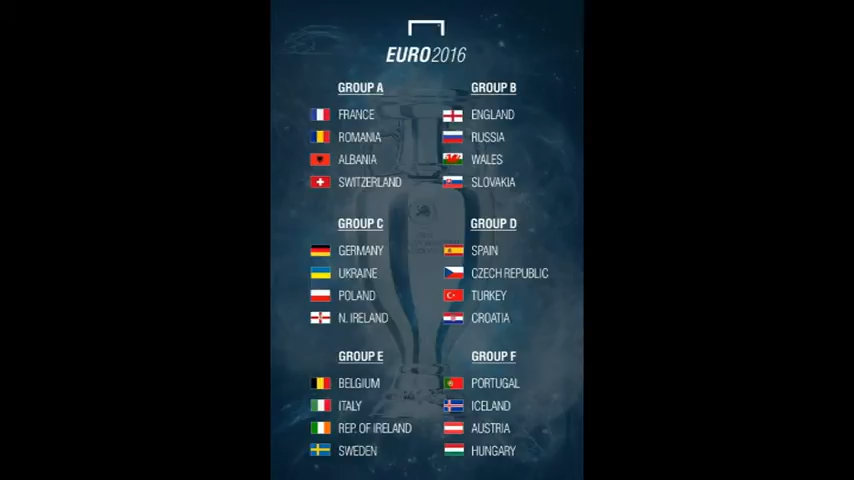 EURO2016
GROUP A
FRANCE
ROMANIA
ALBANIA
SWITZERLAND
GROUP B
ENGLAND
RUSSIA
WALES
SLOVAKIA
GROUP C
GERMANY
UKRAINE
POLAND
N. IRELAND
GROUP D
SPAIN
CZECH REPUBLIC
TURKEY
CROATIA
GROUP E
BELGIUM
ITALY
REP. OF IRELAND
SWEDEN
GROUP F
PORTUGAL
ICELAND
AUSTRIA
HUNGARY